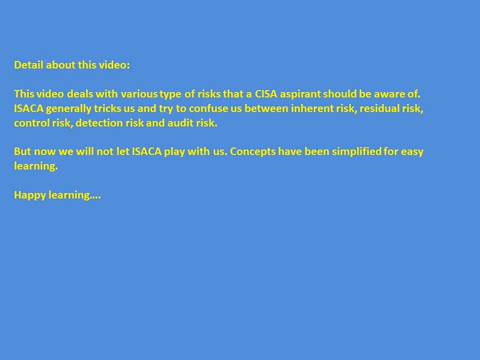 Detail about this video:
This video deals with various type of risks that a CISA aspirant should be aware of.
ISACA generally tricks us and try to confuse us between inherent risk, residual risk,
control risk, detection risk and audit risk.
But now we will not let ISACA play with us. Concepts have been simplified for easy
learning.
Happy learning....